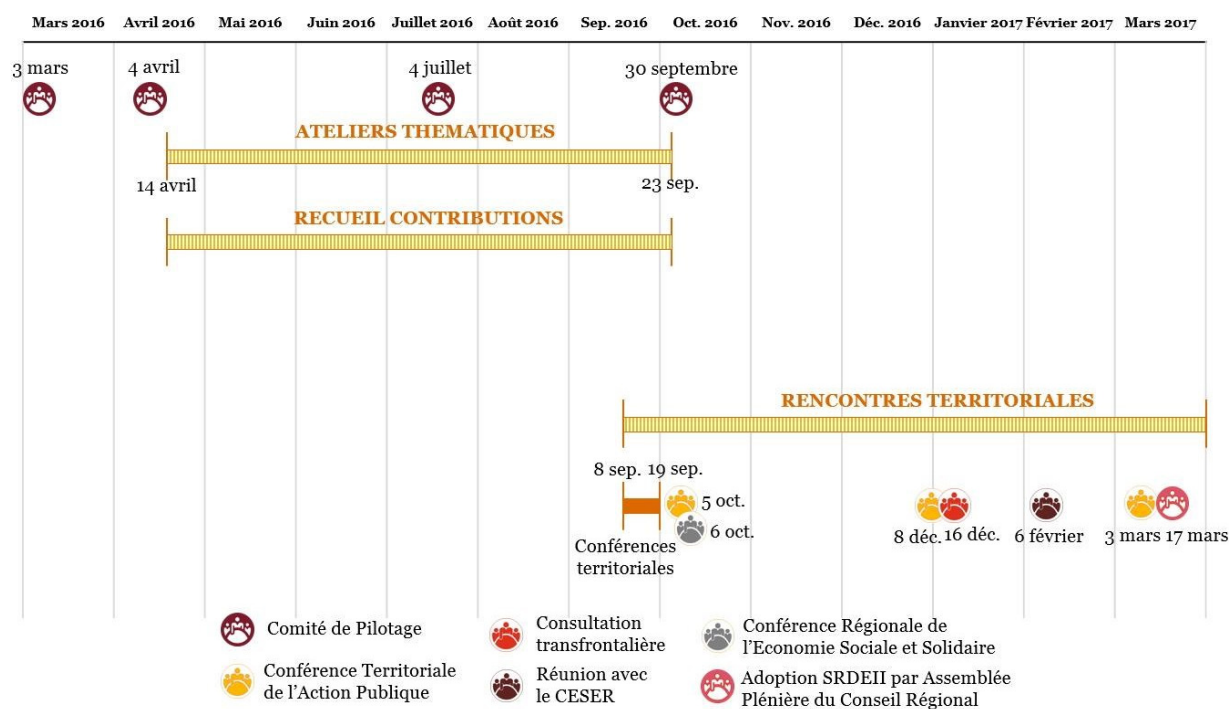 Mars 2016 Avril 2016 Mai 2016 Juin 2016 Juillet 2016 Août 2016 Sep. 2016 Oct. 2016 Nov. 2016 Déc. 2016 Janvier 2017 Février 2017 Mars 2017
3 mars 4 avril 4 juillet 30 septembre
ATELIERS THEMATIQUES
14 avril 23 sep.
RECUEIL CONTRIBUTIONS
RENCONTRES TERRITORIALES
8 sep. 19 sep.
5 oct.
6 oct.
8 déc. 16 déc. 6 février 3 mars 17 mars
Conférences
territoriales
Comité de Pilotage
Conférence Territoriale
de l'Action Publique
Consultation
transfrontalière
Réunion avec
le CESER
Conférence Régionale de
l'Economie Sociale et Solidaire
Adoption SRDEII par Assemblée
Plénière du Conseil Régional